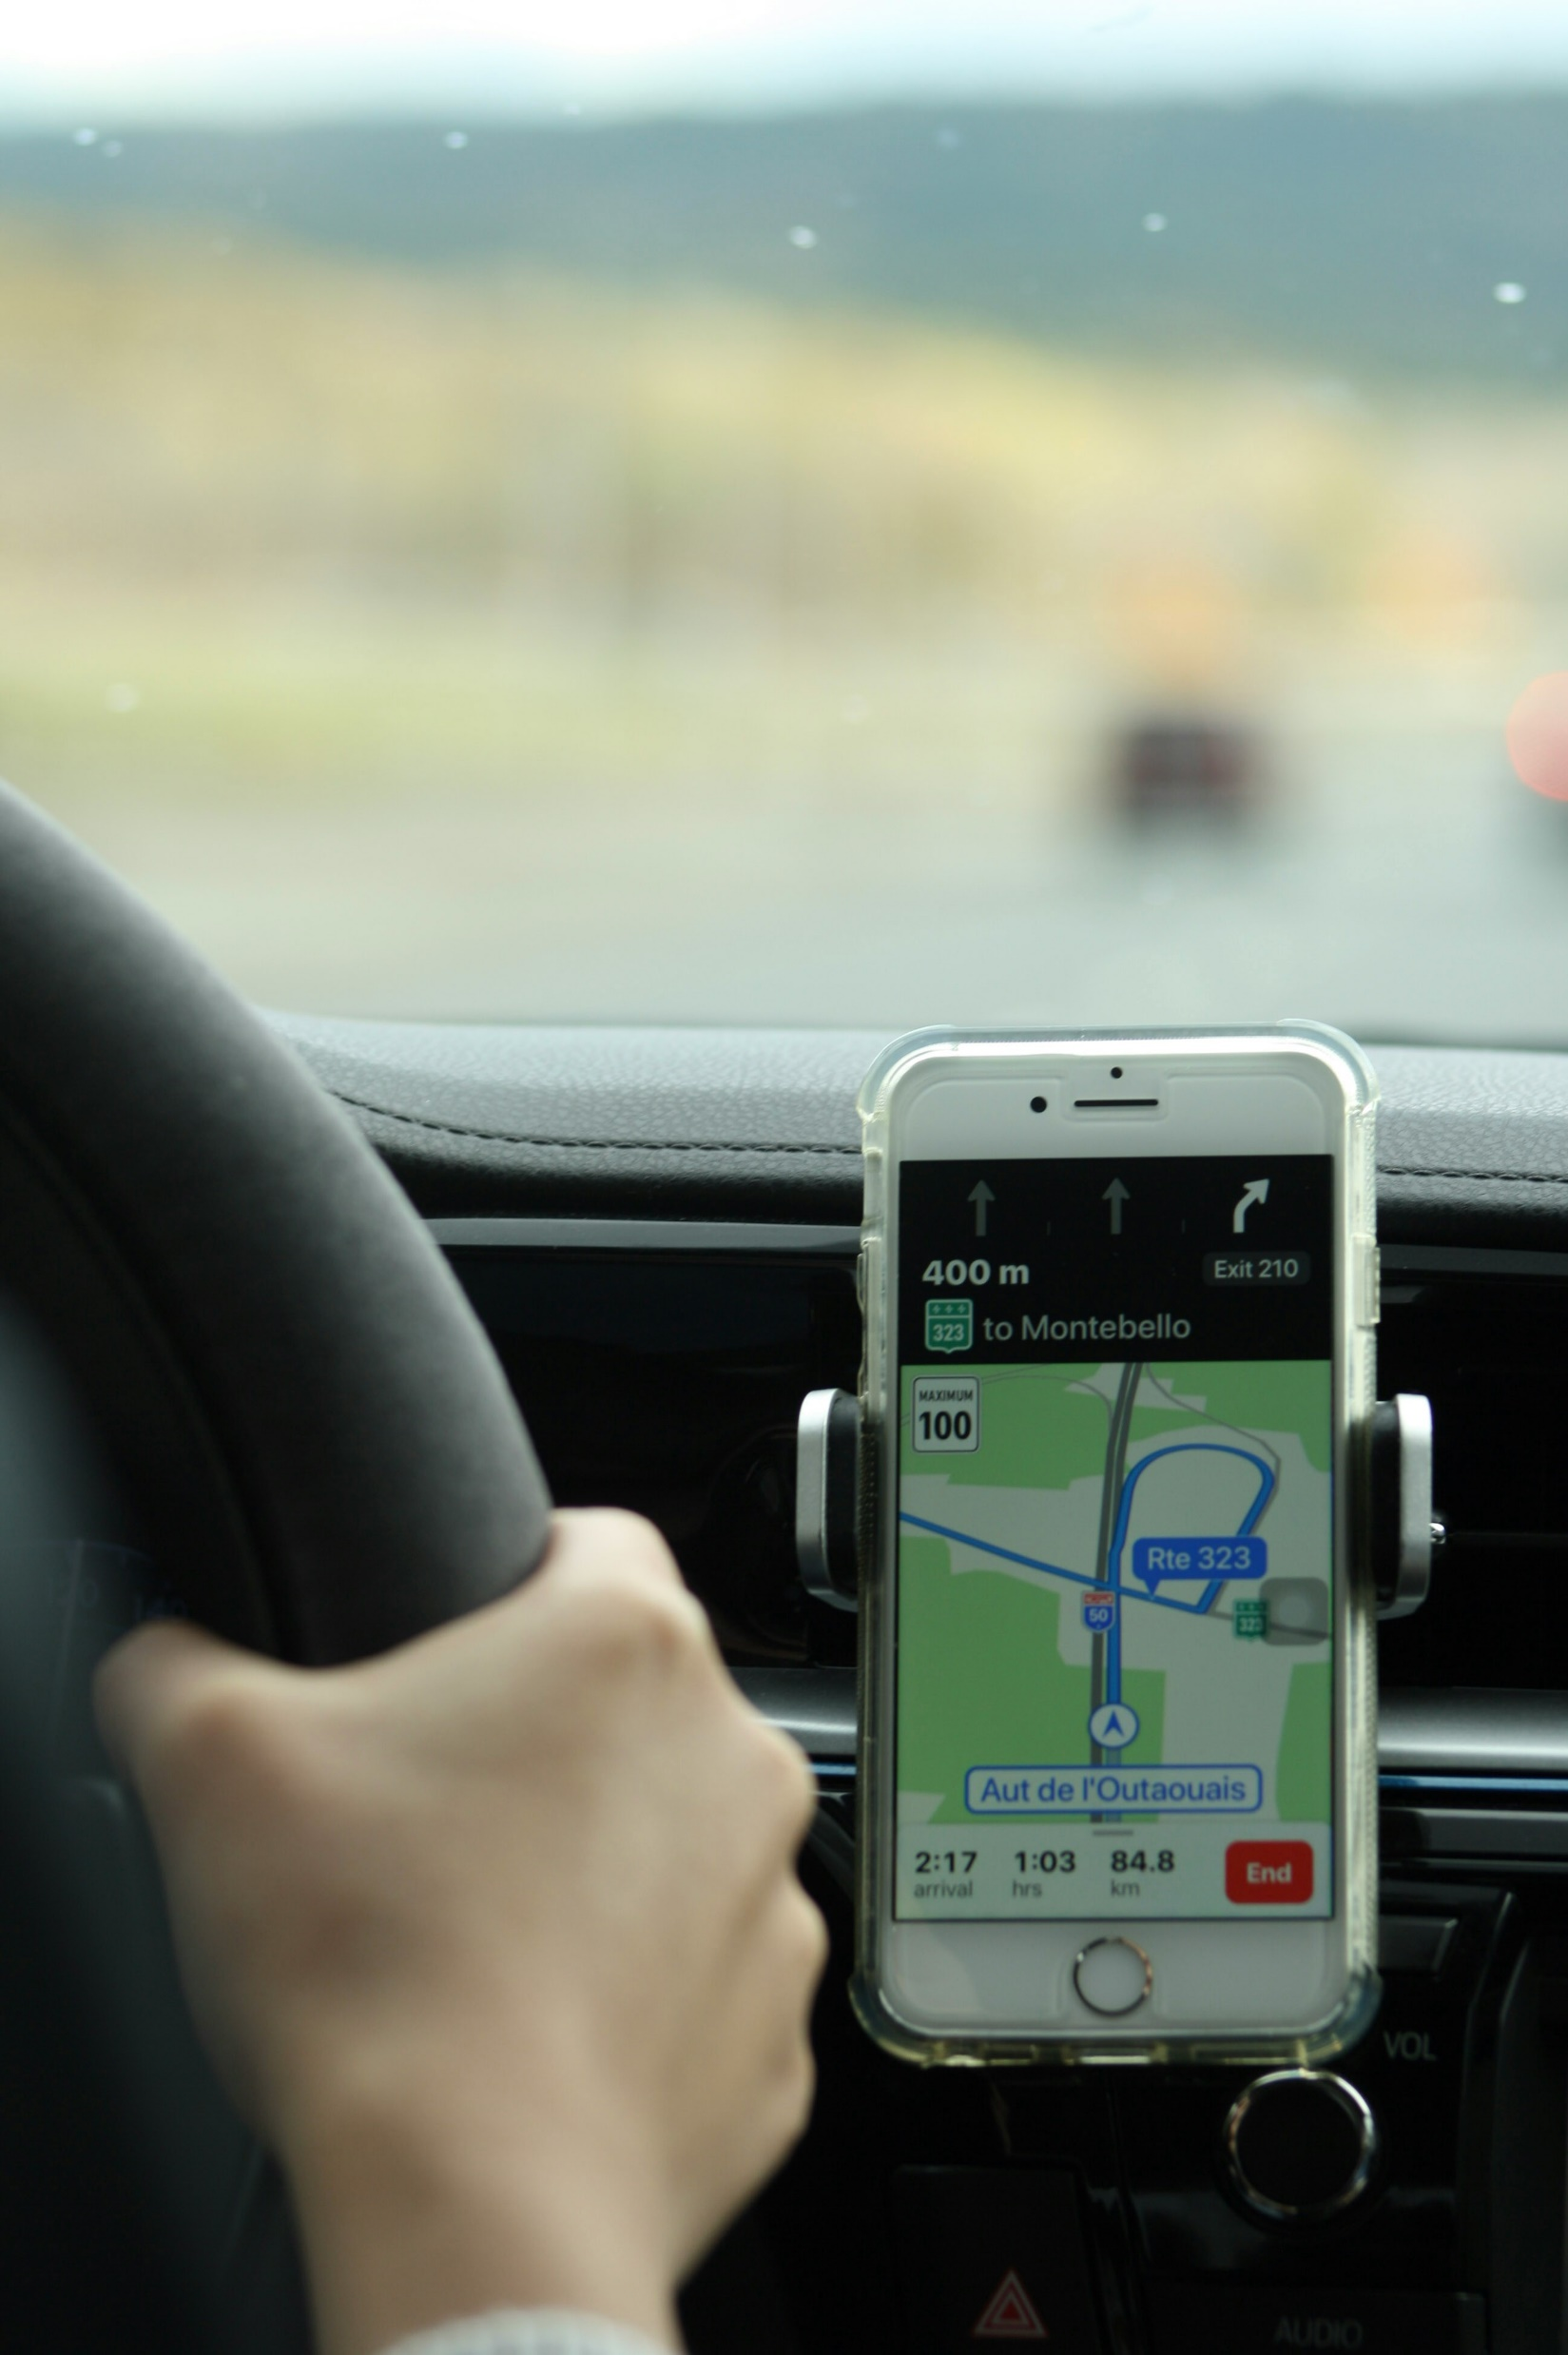 400 m
Exit 210
323 to Montebello
MAXIMUM
100
Rte 323
50
323
Aut de l'Outaouais
2:17 1:03 84.8
arrival hrs km
End
VOL
AUDIO